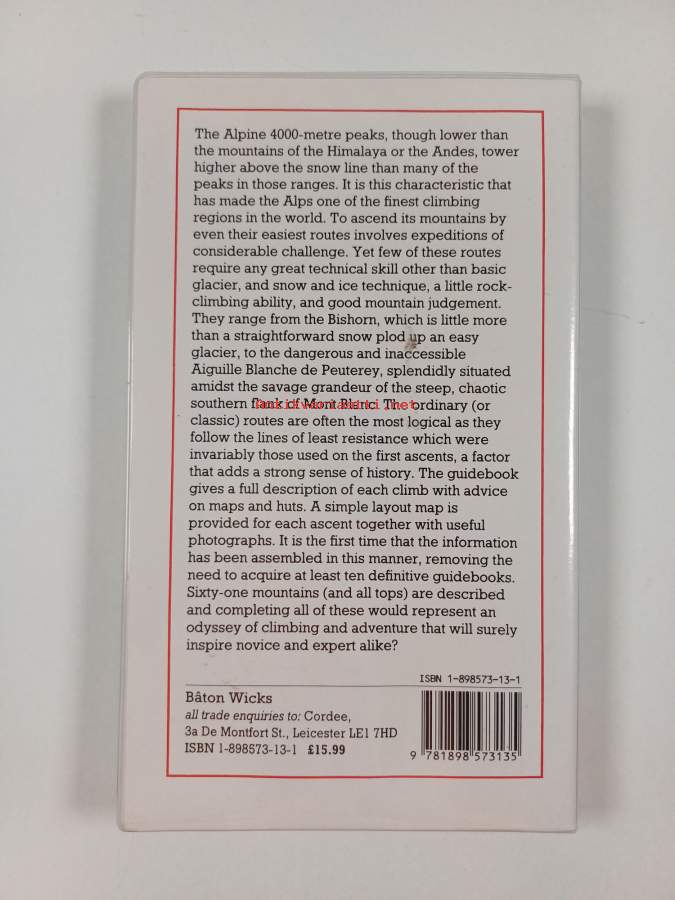 The Alpine 4000-metre peaks, though lower than
the mountains of the Himalaya or the Andes, tower
higher above the snow line than many of the
peaks in those ranges. It is this characteristic that
has made the Alps one of the finest climbing
regions in the world. To ascend its mountains by
even their easiest routes involves expeditions of
considerable challenge. Yet few of these routes
require any great technical skill other than basic
glacier, and snow and ice technique, a little rock-
climbing ability, and good mountain judgement.
They range from the Bishorn, which is little more
than a straightforward snow plod up an easy
glacier, to the dangerous and inaccessible
Aiguille Blanche de Peuterey, splendidly situated
amidst the savage grandeur of the steep, chaotic
southern flank of Mont Blanc. The ordinary (or
Antikvariaatti.net
classic) routes are often the most logical as they
follow the lines of least resistance which were
invariably those used on the first ascents, a factor
that adds a strong sense of history. The guidebook
gives a full description of each climb with advice
on maps and huts. A simple layout map is
provided for each ascent together with useful
photographs. It is the first time that the information
has been assembled in this manner, removing the
need to acquire at least ten definitive guidebooks.
Sixty-one mountains (and all tops) are described
and completing all of these would represent an
odyssey of climbing and adventure that will surely
inspire novice and expert alike?
ISBN 1-898573-13-1
Bâton Wicks
all trade enquiries to: Cordee,
3a De Montfort St., Leicester LE1 7HD
ISBN 1-898573-13-1 £15.99
9 781898 573135